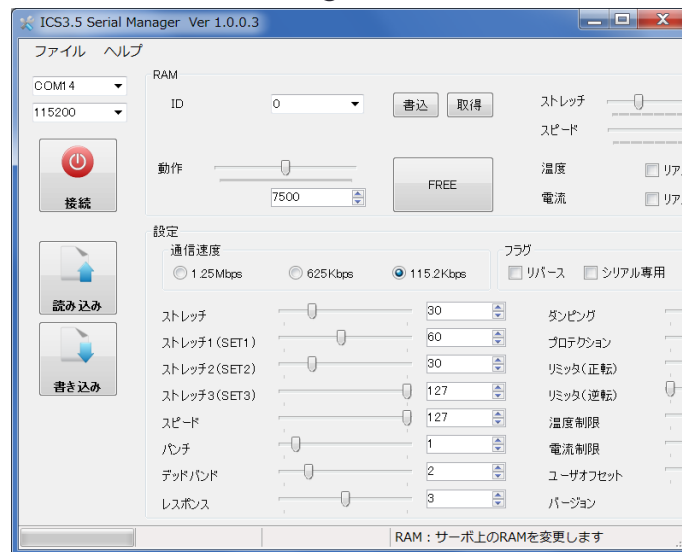 ICS3.5 Serial Manager Ver 1.0.0.3
ファイル ヘルプ
COM14
115200
接続
読み込み
書き込み
RAM
ID 0 書込 取得
動作 7500 FREE
ストレッチ
スピード
温度 リア
電流 リア
設定
通信速度
1.25Mbps 625Kbps 115.2Kbps
フラグ
リバース シリアル専用
ストレッチ 30
ストレッチ1(SET1) 60
ストレッチ2(SET2) 30
ストレッチ3(SET3) 127
スピード 127
パンチ 1
デッドバンド 2
レスポンス 3
ダンピング
プロテクション
リミッタ(正転)
リミッタ(逆転)
温度制限
電流制限
ユーザオフセット
バージョン
RAM：サーボ上のRAMを変更します